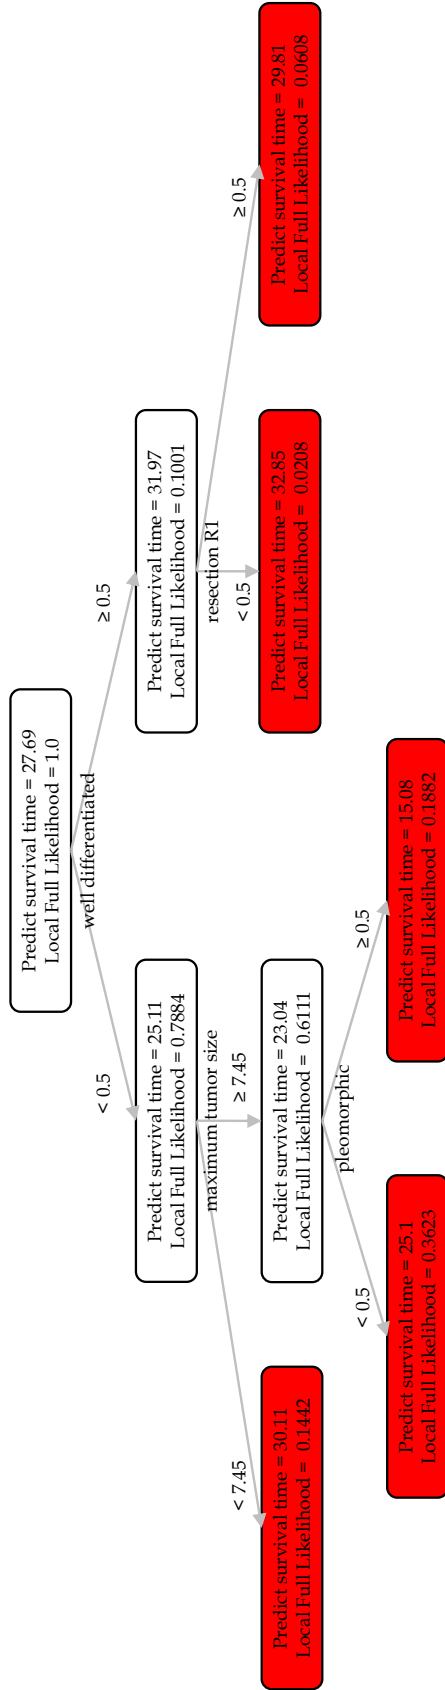 Predict survival time = 27.69
Local Full Likelihood = 1.0
well differentiated
< 0.5
≥ 0.5
Predict survival time = 25.11
Local Full Likelihood = 0.7884
maximum tumor size
< 7.45
≥ 7.45
Predict survival time = 31.97
Local Full Likelihood = 0.1001
resection R1
< 0.5
≥ 0.5
Predict survival time = 30.11
Local Full Likelihood = 0.1442
Predict survival time = 23.04
Local Full Likelihood = 0.6111
pleomorphic
< 0.5
≥ 0.5
Predict survival time = 32.85
Local Full Likelihood = 0.0208
Predict survival time = 29.81
Local Full Likelihood = 0.0608
Predict survival time = 25.1
Local Full Likelihood = 0.3623
Predict survival time = 15.08
Local Full Likelihood = 0.1882